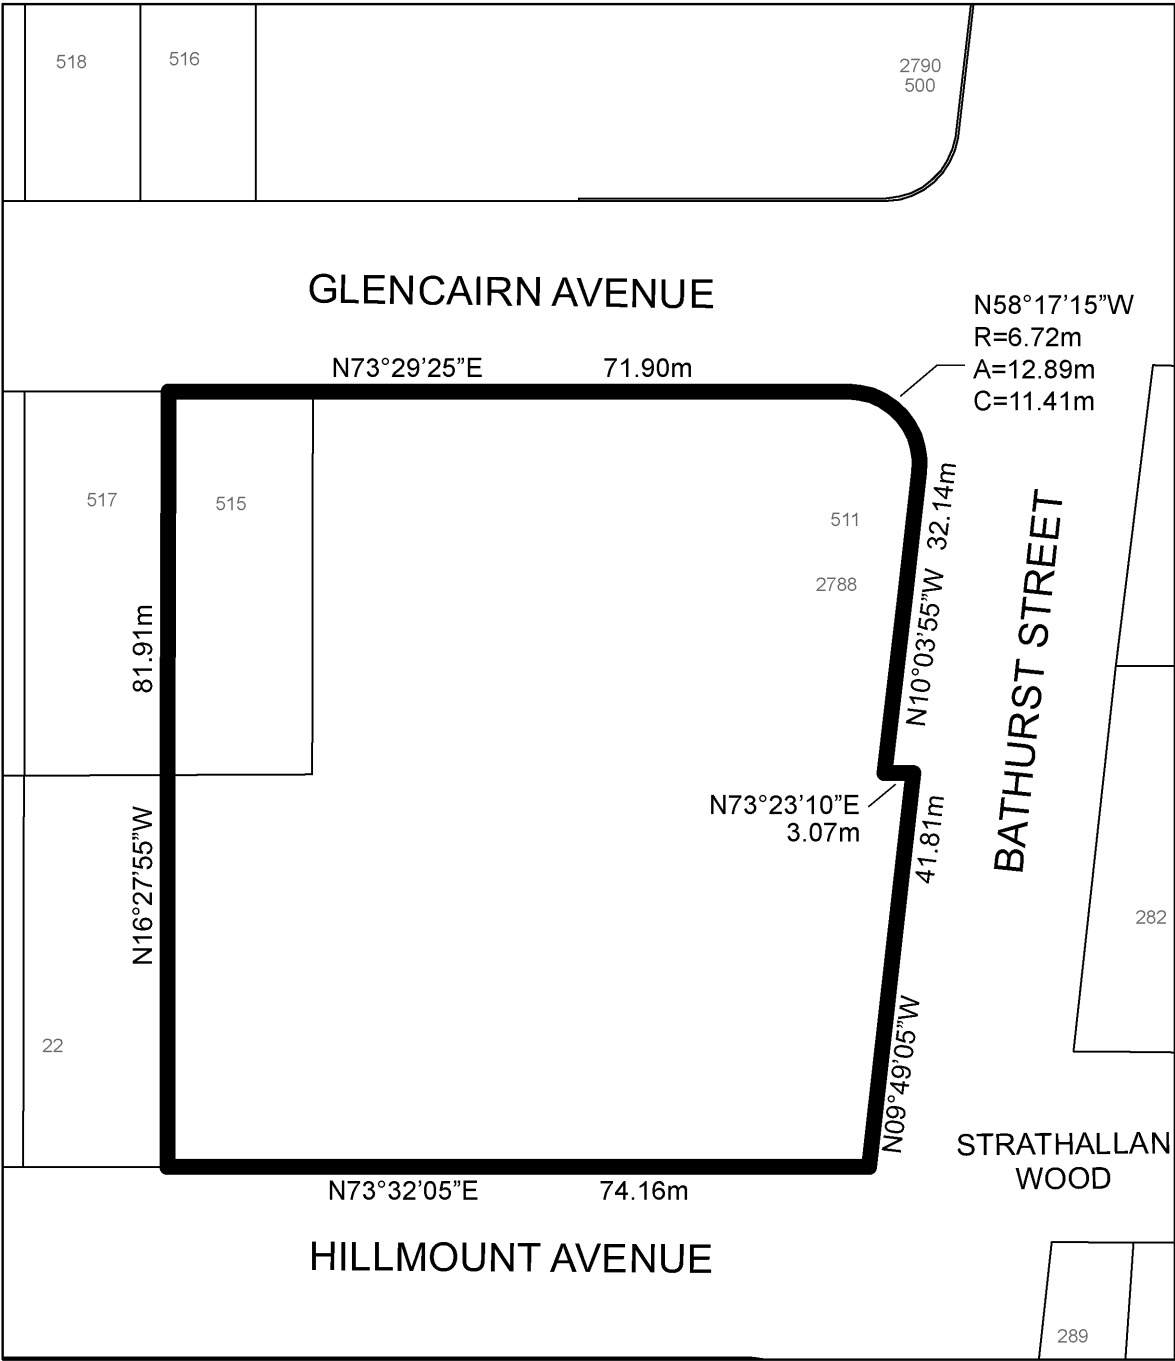 518
516
2790
500
GLENCAIRN AVENUE
N58°17’15”W
R=6.72m
A=12.89m
C=11.41m
N73°29’25”E 71.90m
517
515
511
2788
N10°03’55”W 32.14m
BATHURST STREET
N16°27’55”W 81.91m
N73°23’10”E
3.07m
N09°49’05”W 41.81m
282
22
STRATHALLAN
WOOD
N73°32’05”E 74.16m
HILLMOUNT AVENUE
289